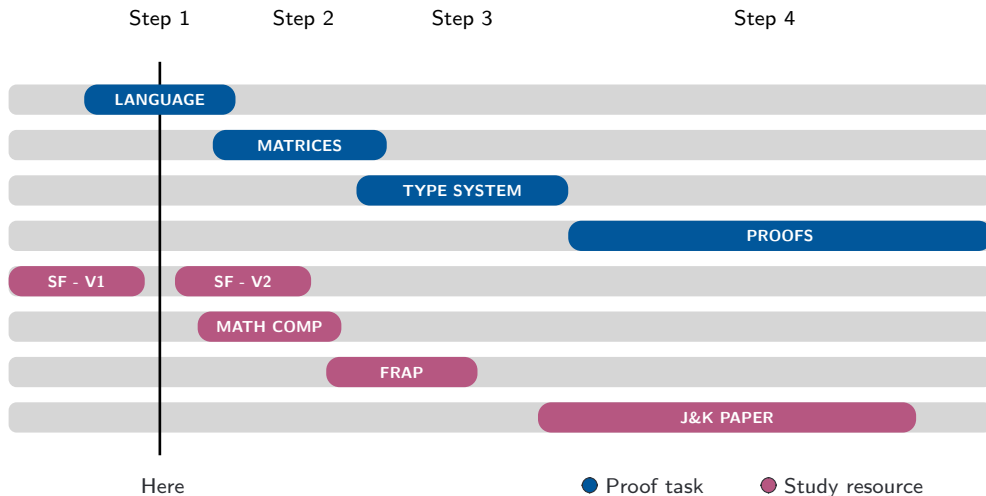 Step 1 Step 2 Step 3 Step 4
LANGUAGE
MATRICES
TYPE SYSTEM
PROOFS
SF - V1 SF - V2
MATH COMP
FRAP
J&K PAPER
Here Proof task Study resource